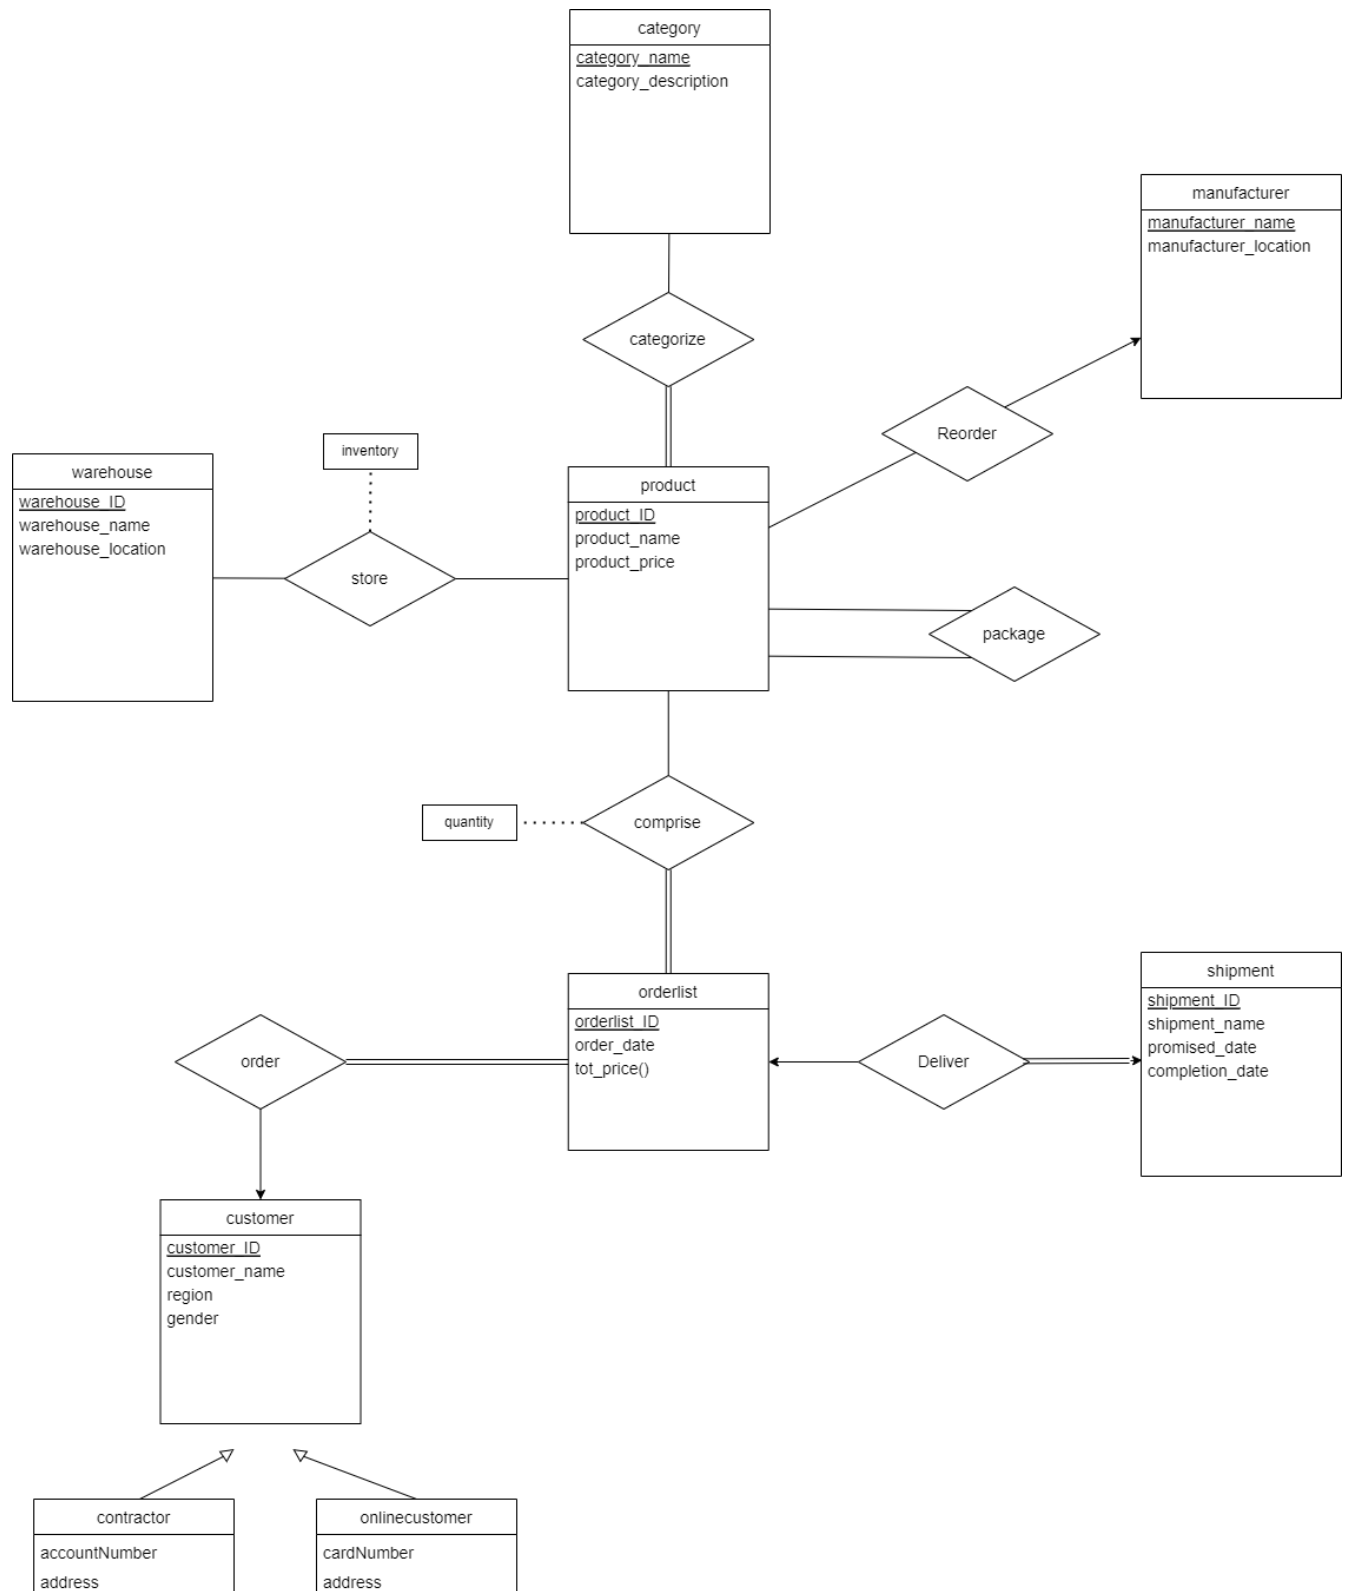 category
category_name
category_description
manufacturer
manufacturer_name
manufacturer_location
categorize
Reorder
inventory
warehouse
warehouse_ID
warehouse_name
warehouse_location
store
product
product_ID
product_name
product_price
package
quantity
comprise
orderlist
orderlist_ID
order_date
tot_price()
shipment
shipment_ID
shipment_name
promised_date
completion_date
order
Deliver
customer
customer_ID
customer_name
region
gender
contractor
accountNumber
address
onlinecustomer
cardNumber
address